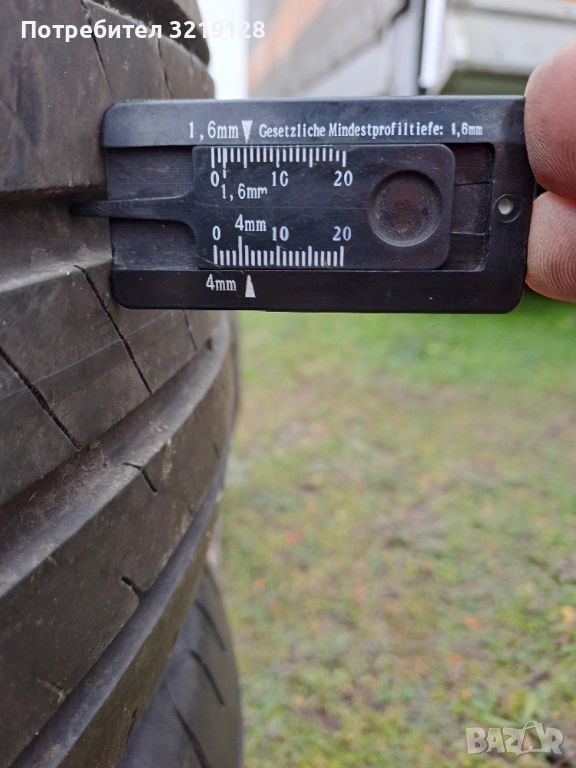 Потребител 3219128
1,6mm Gesetzliche Mindestprofiltiefe: 1,6mm
0 10 20
1,6mm
4mm
0 10 20
4mm
BAZAR